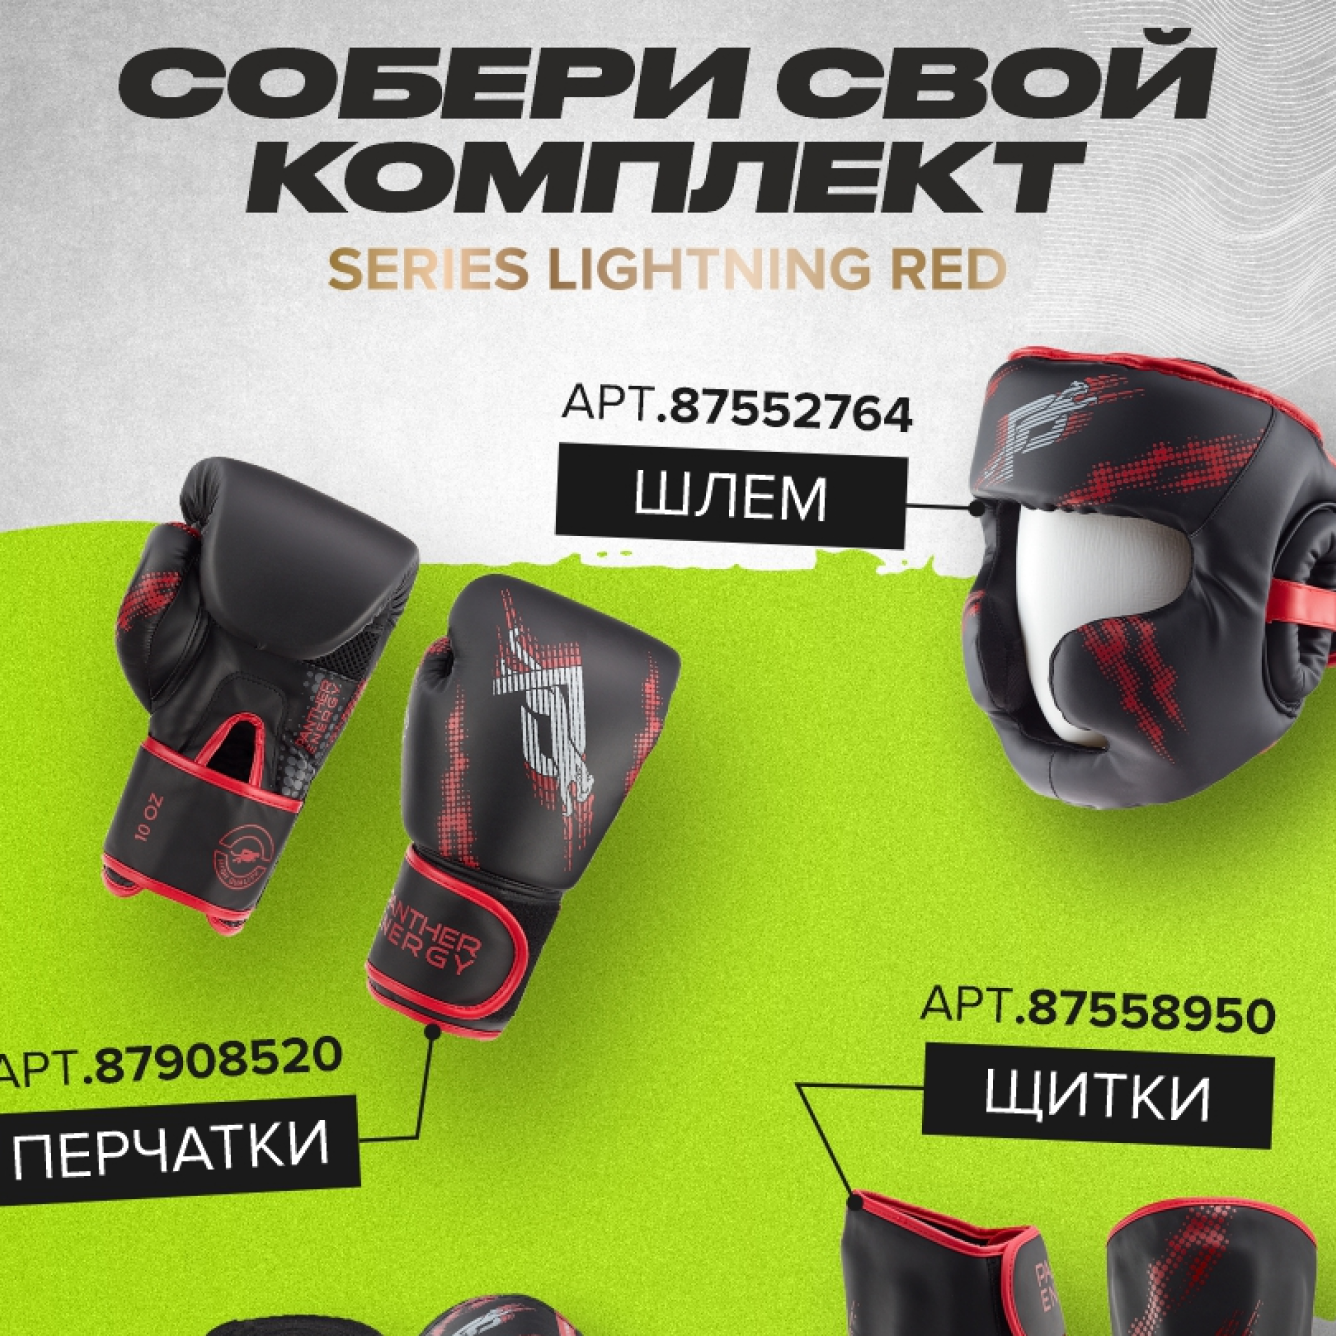 СОБЕРИ СВОЙ
КОМПЛЕКТ
SERIES LIGHTNING RED
АРТ.87552764
ШЛЕМ
PANTHER
ENERGY
10 OZ
PANTHER
ENERGY
АРТ.87908520
ПЕРЧАТКИ
АРТ.87558950
ЩИТКИ